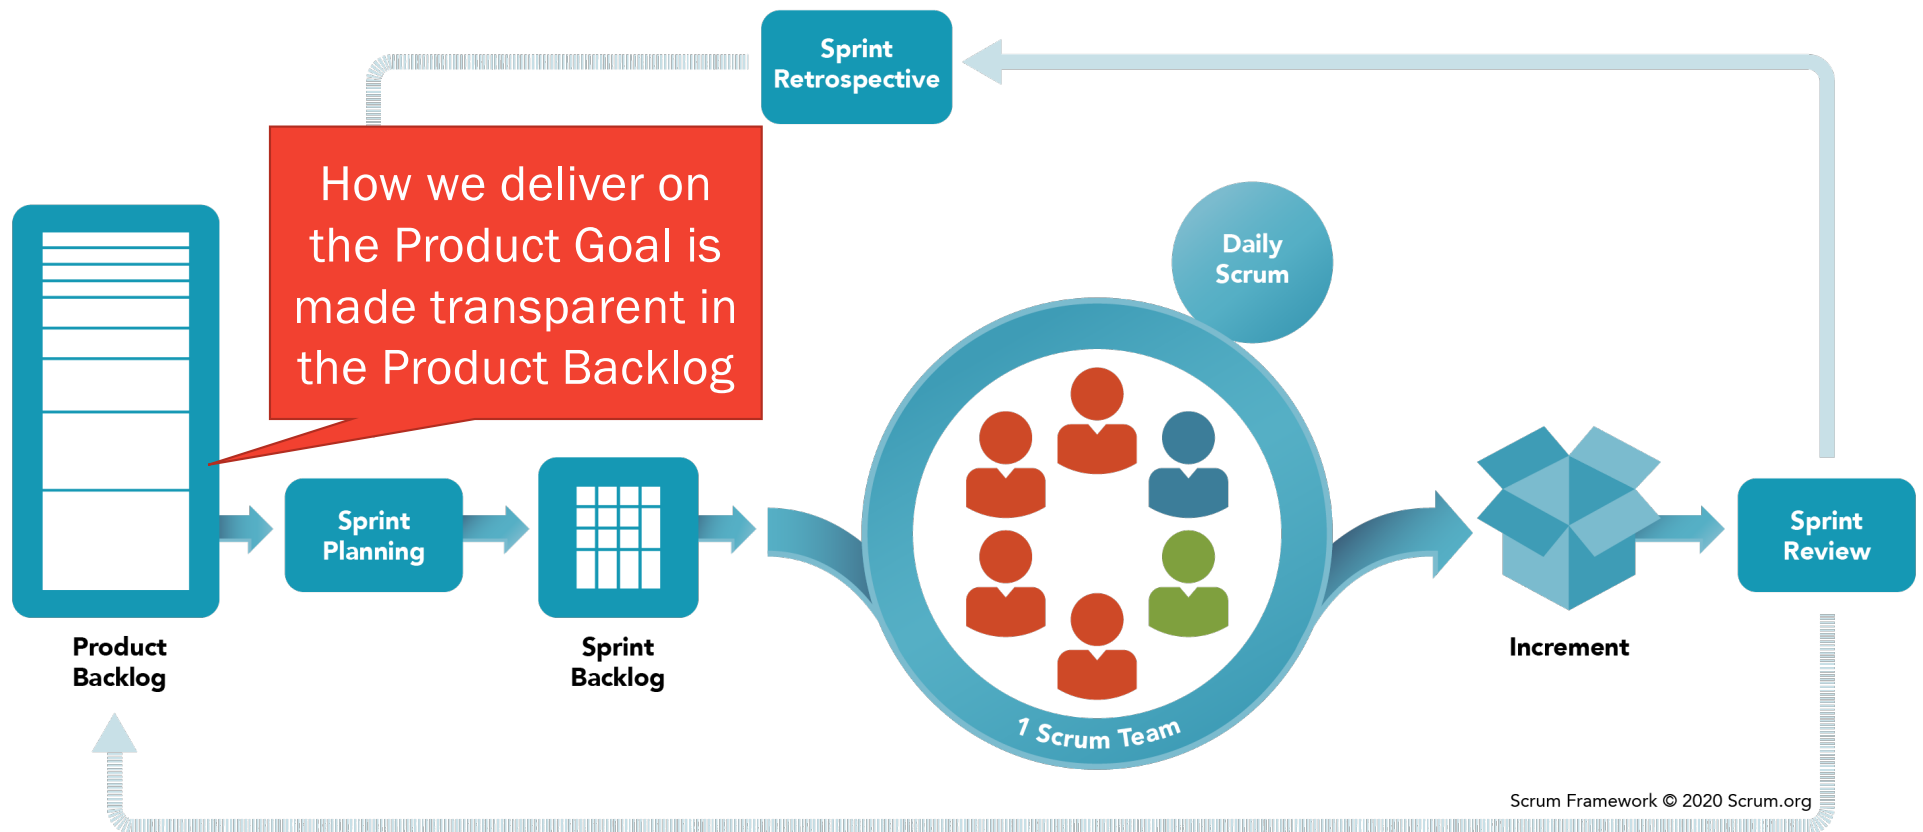 Sprint
Retrospective
How we deliver on
the Product Goal is
made transparent in
the Product Backlog
Daily
Scrum
Sprint
Planning
Sprint
Review
Product
Backlog
Sprint
Backlog
Increment
1 Scrum Team
Scrum Framework © 2020 Scrum.org